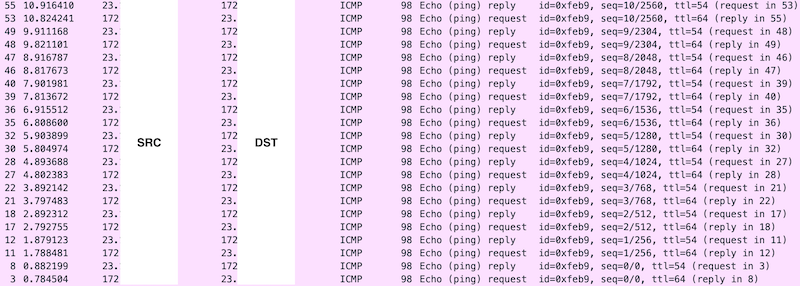 55 10.916410 23. 172 ICMP 98 Echo (ping) reply id=0xfeb9, seq=10/2560, ttl=54 (request in 53)
53 10.824241 172 23. ICMP 98 Echo (ping) request id=0xfeb9, seq=10/2560, ttl=64 (reply in 55)
49 9.911168 23. 172 ICMP 98 Echo (ping) reply id=0xfeb9, seq=9/2304, ttl=54 (request in 48)
48 9.821101 172 23. ICMP 98 Echo (ping) request id=0xfeb9, seq=9/2304, ttl=64 (reply in 49)
47 8.916787 23. 172 ICMP 98 Echo (ping) reply id=0xfeb9, seq=8/2048, ttl=54 (request in 46)
46 8.817673 172 23. ICMP 98 Echo (ping) request id=0xfeb9, seq=8/2048, ttl=64 (reply in 47)
40 7.901981 23. 172 ICMP 98 Echo (ping) reply id=0xfeb9, seq=7/1792, ttl=54 (request in 39)
39 7.813672 172 23. ICMP 98 Echo (ping) request id=0xfeb9, seq=7/1792, ttl=64 (reply in 40)
36 6.915512 23. 172 ICMP 98 Echo (ping) reply id=0xfeb9, seq=6/1536, ttl=54 (request in 35)
35 6.808600 172 23. ICMP 98 Echo (ping) request id=0xfeb9, seq=6/1536, ttl=64 (reply in 36)
32 5.903899 23. 172 ICMP 98 Echo (ping) reply id=0xfeb9, seq=5/1280, ttl=54 (request in 30)
SRC DST
30 5.804974 172 23. ICMP 98 Echo (ping) request id=0xfeb9, seq=5/1280, ttl=64 (reply in 32)
28 4.893688 23. 172 ICMP 98 Echo (ping) reply id=0xfeb9, seq=4/1024, ttl=54 (request in 27)
27 4.802383 172 23. ICMP 98 Echo (ping) request id=0xfeb9, seq=4/1024, ttl=64 (reply in 28)
22 3.892142 23. 172 ICMP 98 Echo (ping) reply id=0xfeb9, seq=3/768, ttl=54 (request in 21)
21 3.797483 172 23. ICMP 98 Echo (ping) request id=0xfeb9, seq=3/768, ttl=64 (reply in 22)
18 2.892312 23. 172 ICMP 98 Echo (ping) reply id=0xfeb9, seq=2/512, ttl=54 (request in 17)
17 2.792755 172 23. ICMP 98 Echo (ping) request id=0xfeb9, seq=2/512, ttl=64 (reply in 18)
12 1.879123 23. 172 ICMP 98 Echo (ping) reply id=0xfeb9, seq=1/256, ttl=54 (request in 11)
11 1.788481 172 23. ICMP 98 Echo (ping) request id=0xfeb9, seq=1/256, ttl=64 (reply in 12)
8 0.882199 23. 172 ICMP 98 Echo (ping) reply id=0xfeb9, seq=0/0, ttl=54 (request in 3)
3 0.784504 172 23. ICMP 98 Echo (ping) request id=0xfeb9, seq=0/0, ttl=64 (reply in 8)